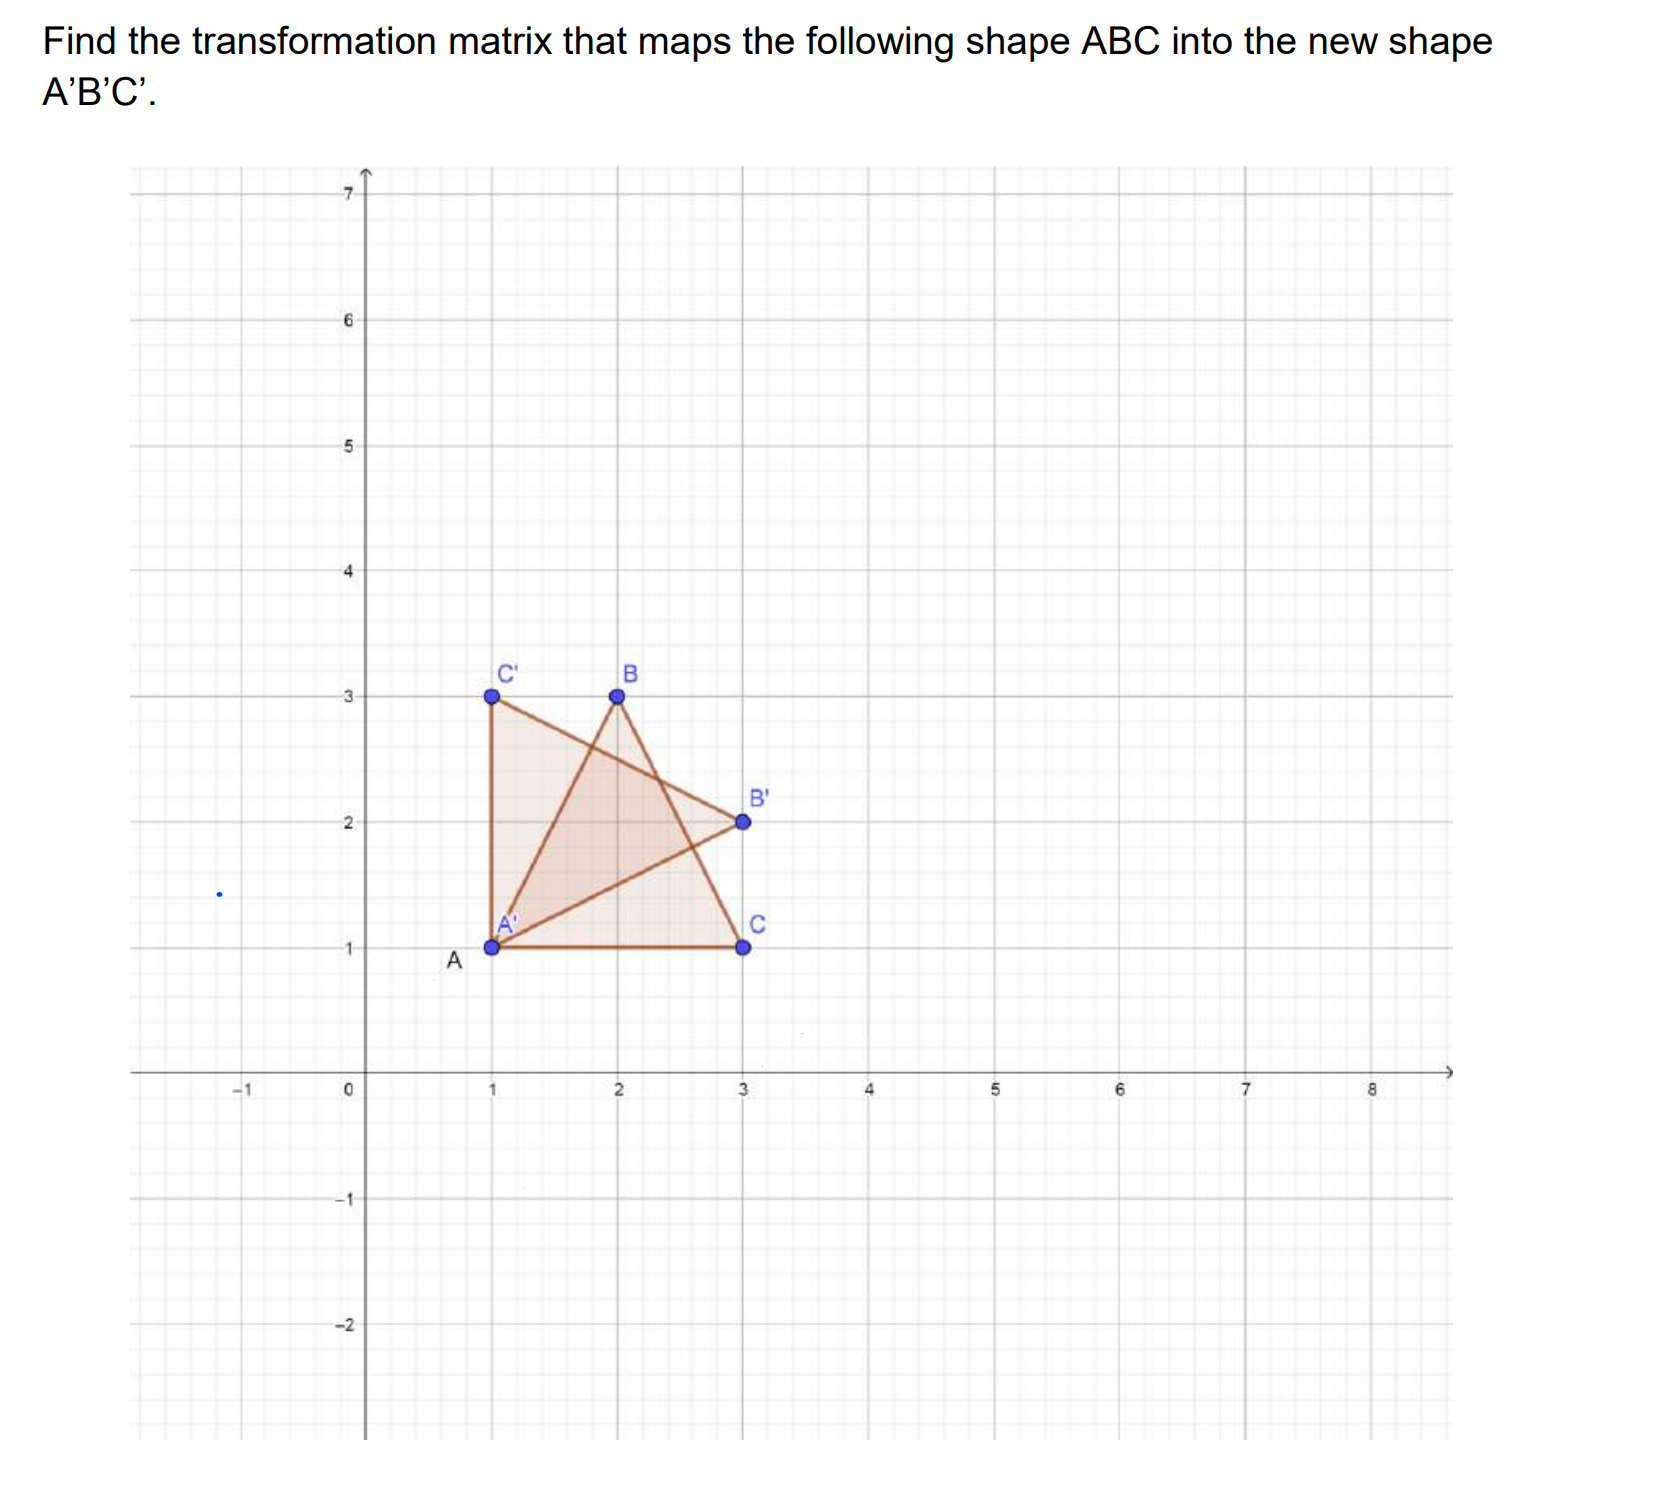 Find the transformation matrix that maps the following shape ABC into the new shape
A’B’C’.
7
6
5
4
C' B
3
B'
2
A' C
1
A
−1 0 1 2 3 4 5 6 7 8
−1
−2